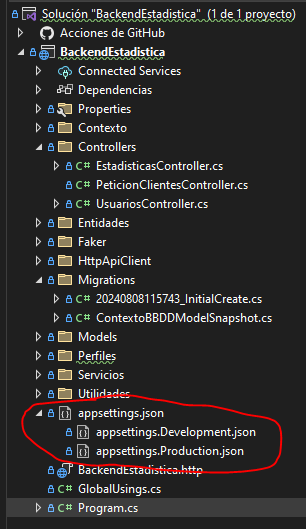 Solución "BackendEstadistica" (1 de 1 proyecto)
Acciones de GitHub
BackendEstadistica
Connected Services
Dependencias
Properties
Contexto
Controllers
C# EstadisticasController.cs
C# PeticionClientesController.cs
C# UsuariosController.cs
Entidades
Faker
HttpApiClient
Migrations
C# 20240808115743_InitialCreate.cs
C# ContextoBBDDModelSnapshot.cs
Models
Perfiles
Servicios
Utilidades
appsettings.json
appsettings.Development.json
appsettings.Production.json
BackendEstadistica.http
C# GlobalUsings.cs
C# Program.cs